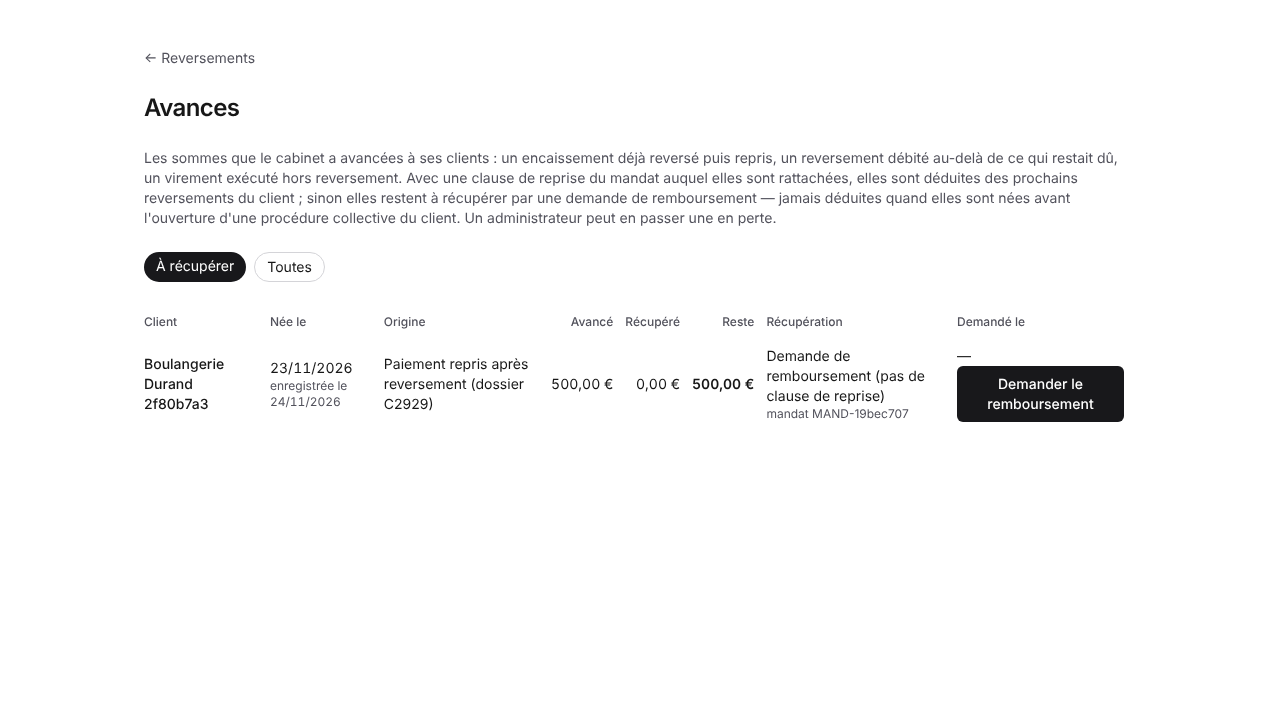 ← Reversements
Avances
Les sommes que le cabinet a avancées à ses clients : un encaissement déjà reversé puis repris, un reversement débité au-delà de ce qui restait dû,
un virement exécuté hors reversement. Avec une clause de reprise du mandat auquel elles sont rattachées, elles sont déduites des prochains
reversements du client ; sinon elles restent à récupérer par une demande de remboursement — jamais déduites quand elles sont nées avant
l'ouverture d'une procédure collective du client. Un administrateur peut en passer une en perte.
À récupérer Toutes
Client Née le Origine Avancé Récupéré Reste Récupération Demandé le
Boulangerie
Durand
2f80b7a3
23/11/2026
enregistrée le
24/11/2026
Paiement repris après
reversement (dossier
C2929)
500,00 € 0,00 € 500,00 €
Demande de
remboursement (pas de
clause de reprise)
mandat MAND-19bec707
—
Demander le
remboursement